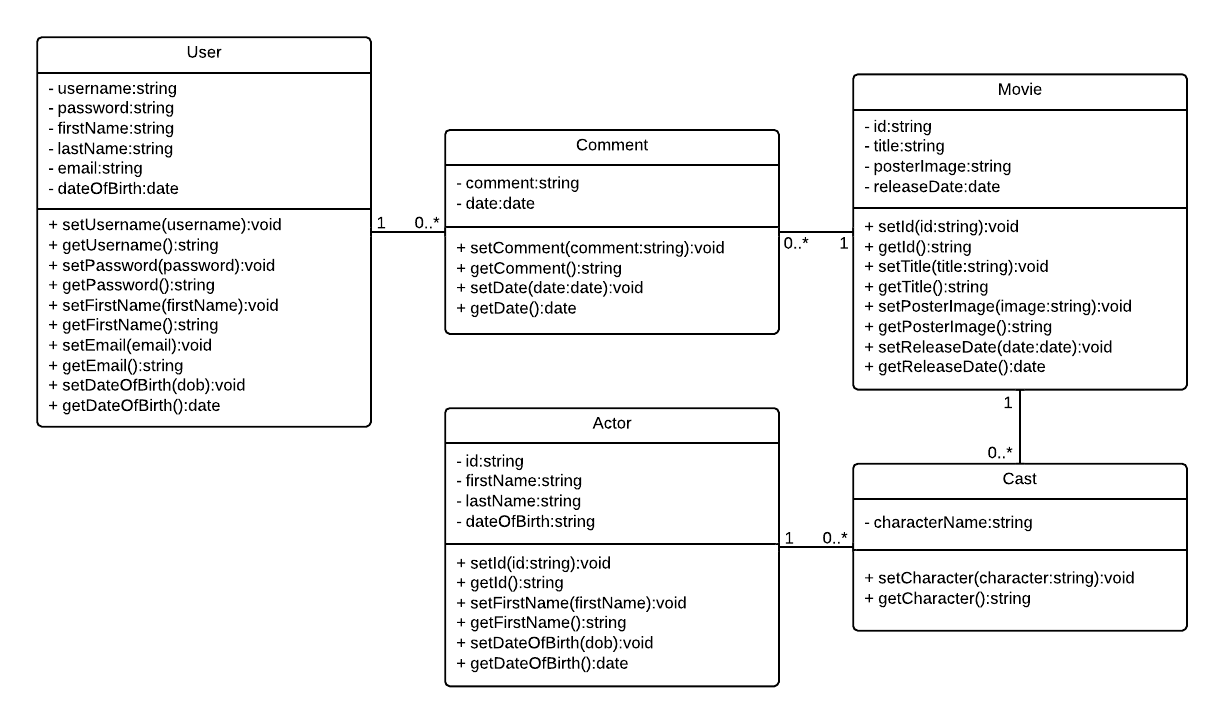 User
- username:string
- password:string
- firstName:string
- lastName:string
- email:string
- dateOfBirth:date
+ setUsername(username):void
+ getUsername():string
+ setPassword(password):void
+ getPassword():string
+ setFirstName(firstName):void
+ getFirstName():string
+ setEmail(email):void
+ getEmail():string
+ setDateOfBirth(dob):void
+ getDateOfBirth():date
1
0..*
Comment
- comment:string
- date:date
+ setComment(comment:string):void
+ getComment():string
+ setDate(date:date):void
+ getDate():date
0..*
1
Movie
- id:string
- title:string
- posterImage:string
- releaseDate:date
+ setId(id:string):void
+ getId():string
+ setTitle(title:string):void
+ getTitle():string
+ setPosterImage(image:string):void
+ getPosterImage():string
+ setReleaseDate(date:date):void
+ getReleaseDate():date
1
0..*
Actor
- id:string
- firstName:string
- lastName:string
- dateOfBirth:string
+ setId(id:string):void
+ getId():string
+ setFirstName(firstName):void
+ getFirstName():string
+ setDateOfBirth(dob):void
+ getDateOfBirth():date
1
0..*
Cast
- characterName:string
+ setCharacter(character:string):void
+ getCharacter():string